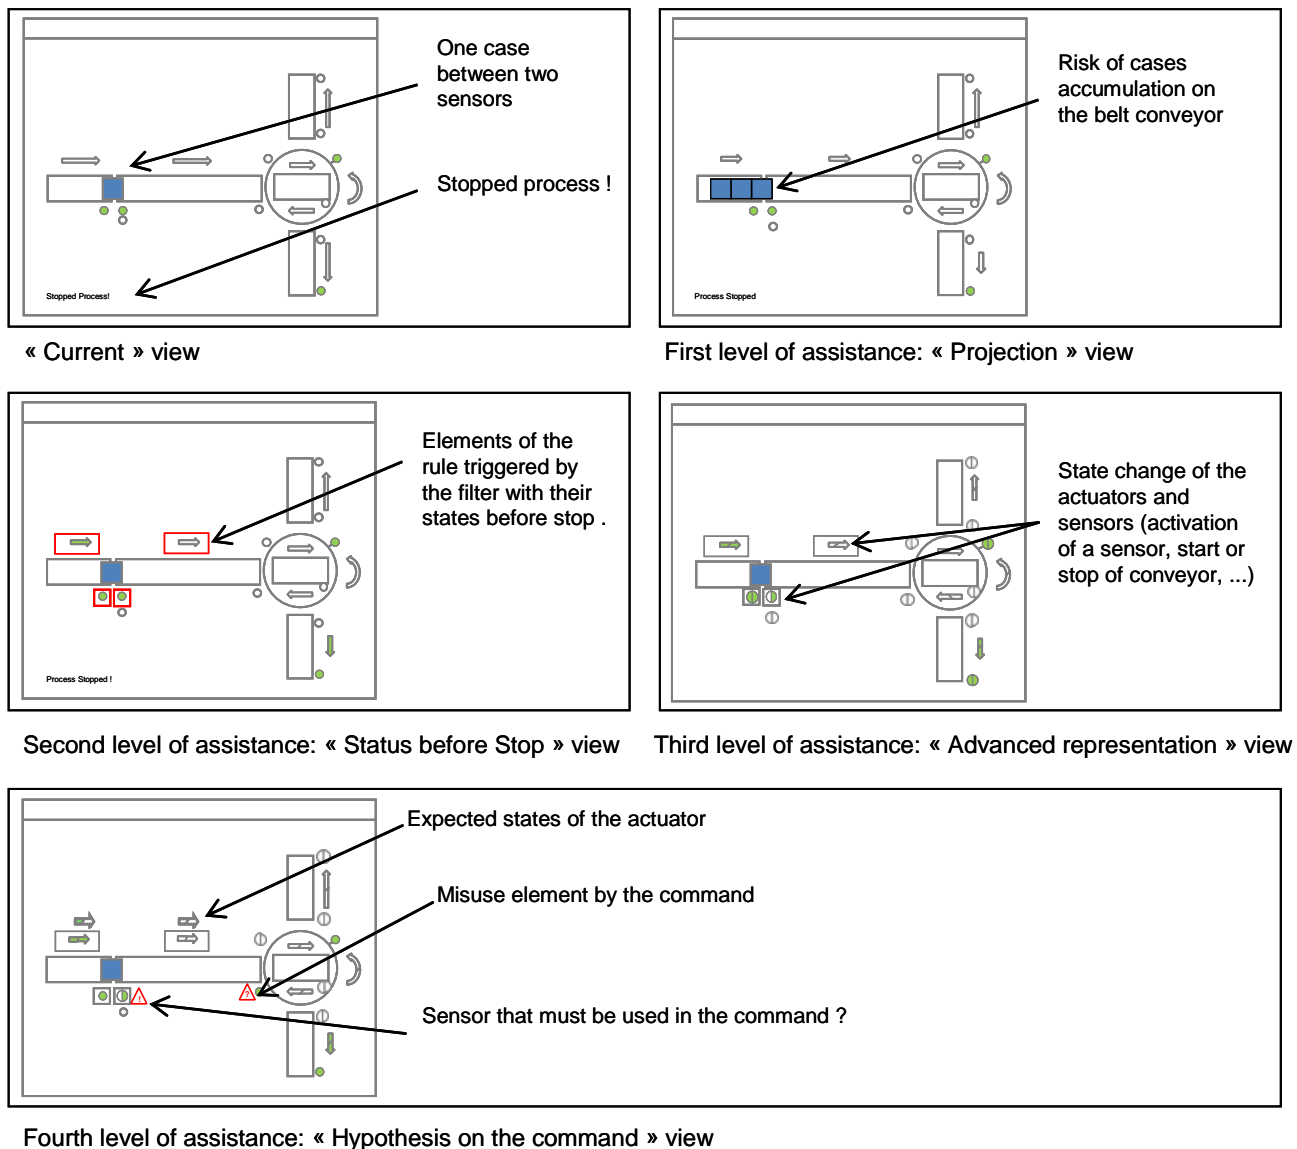 One case
between two
sensors
Stopped process !
Stopped Process!
« Current » view
Risk of cases
accumulation on
the belt conveyor
Process Stopped
First level of assistance: « Projection » view
Elements of the
rule triggered by
the filter with their
states before stop .
Process Stopped !
Second level of assistance: « Status before Stop » view
State change of the
actuators and
sensors (activation
of a sensor, start or
stop of conveyor, ...)
Third level of assistance: « Advanced representation » view
Expected states of the actuator
Misuse element by the command
!
?
Sensor that must be used in the command ?
Fourth level of assistance: « Hypothesis on the command » view